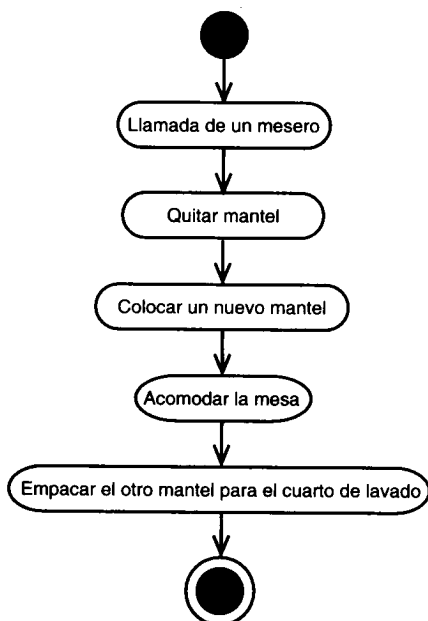 Llamada de un mesero
Quitar mantel
Colocar un nuevo mantel
Acomodar la mesa
Empacar el otro mantel para el cuarto de lavado